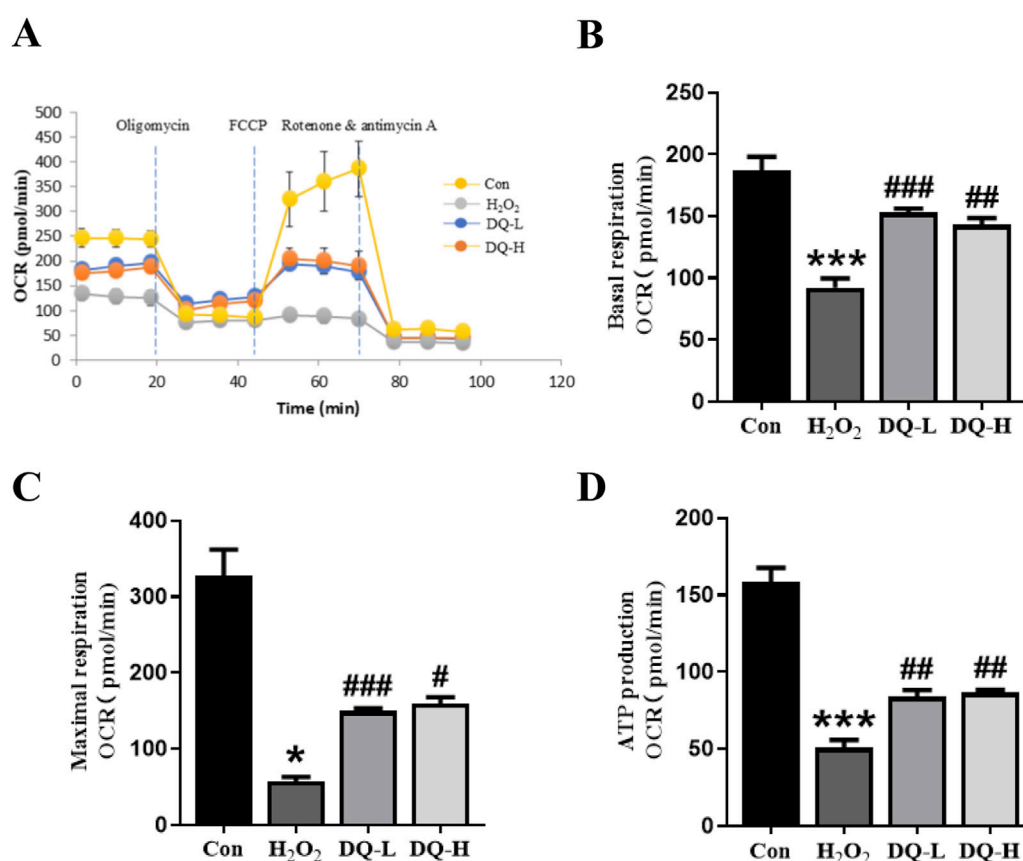 A
500
450
400
350
300
250
200
150
100
50
0
OCR (pmol/min)
Oligomycin
FCCP
Rotenone & antimycin A
Con
H₂O₂
DQ-L
DQ-H
0 20 40 60 80 100 120
Time (min)
B
Basal respiration
OCR ( pmol/min)
250
200
150
100
50
0
***
###
##
Con H₂O₂ DQ-L DQ-H
C
Maximal respiration
OCR ( pmol/min)
400
300
200
100
0
*
###
#
Con H₂O₂ DQ-L DQ-H
D
ATP production
OCR ( pmol/min)
200
150
100
50
0
***
##
##
Con H₂O₂ DQ-L DQ-H